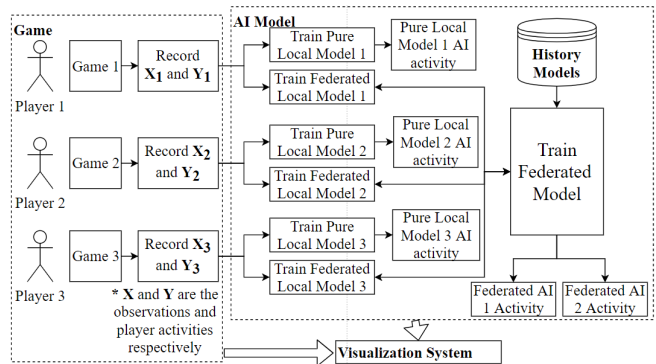 Game
Player 1
Game 1
Record
X1 and Y1
Player 2
Game 2
Record X2
and Y2
Player 3
Game 3
Record X3
and Y3
* X and Y are the
observations and
player activities
respectively
AI Model
Train Pure
Local Model 1
Pure Local
Model 1 AI
activity
Train Federated
Local Model 1
Train Pure
Local Model 2
Pure Local
Model 2 AI
activity
Train Federated
Local Model 2
Train Pure
Local Model 3
Pure Local
Model 3 AI
activity
Train Federated
Local Model 3
History
Models
Train
Federated
Model
Federated AI
1 Activity
Federated AI
2 Activity
Visualization System